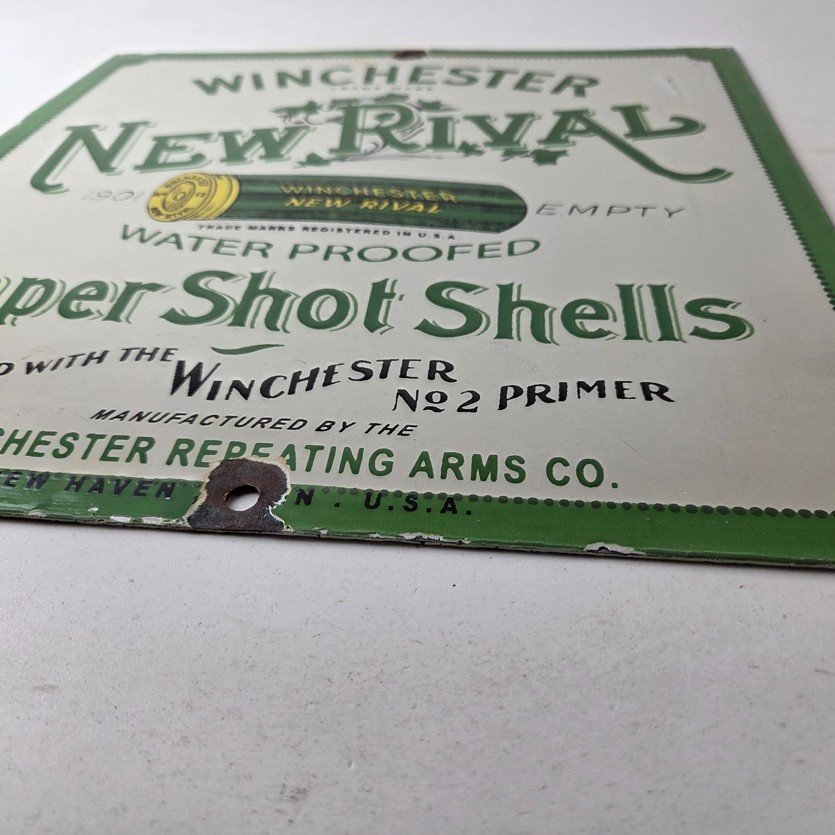 WINCHESTER
TRADE MARK
NEW RIVAL
1901 WINCHESTER EMPTY
NEW RIVAL
TRADE MARKS REGISTERED IN U.S.A.
WATER PROOFED
per Shot Shells
D WITH THE WINCHESTER
No 2 PRIMER
MANUFACTURED BY THE
CHESTER REPEATING ARMS CO.
EW HAVEN N. U.S.A.